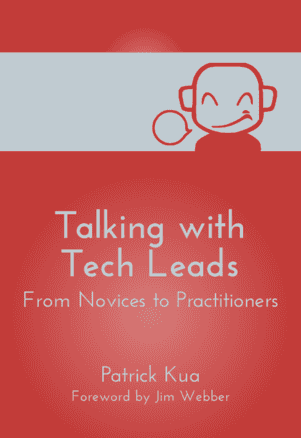 Talking with
Tech Leads
From Novices to Practitioners
Patrick Kua
Foreword by Jim Webber